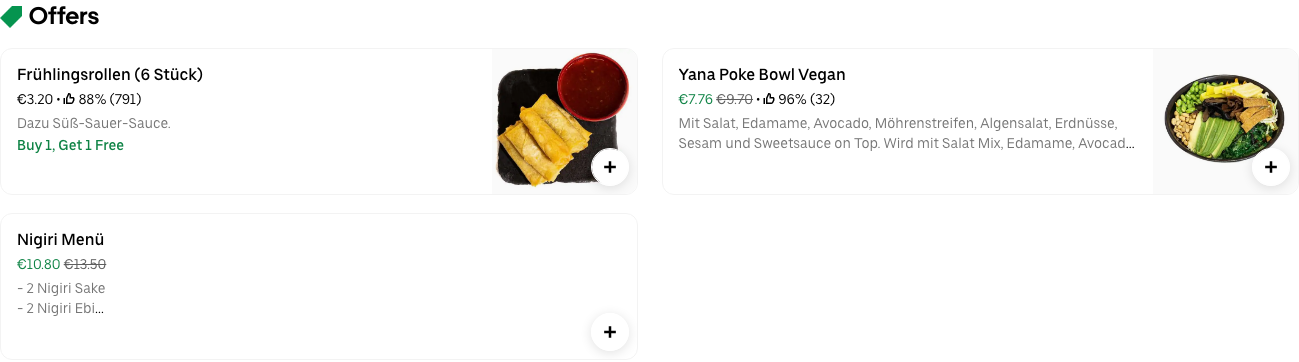 Offers
Frühlingsrollen (6 Stück)
€3.20 • 88% (791)
Dazu Süß-Sauer-Sauce.
Buy 1, Get 1 Free
Yana Poke Bowl Vegan
€7.76 €9.70 • 96% (32)
Mit Salat, Edamame, Avocado, Möhrenstreifen, Algensalat, Erdnüsse,
Sesam und Sweetsauce on Top. Wird mit Salat Mix, Edamame, Avocad...
Nigiri Menü
€10.80 €13.50
- 2 Nigiri Sake
- 2 Nigiri Ebi...